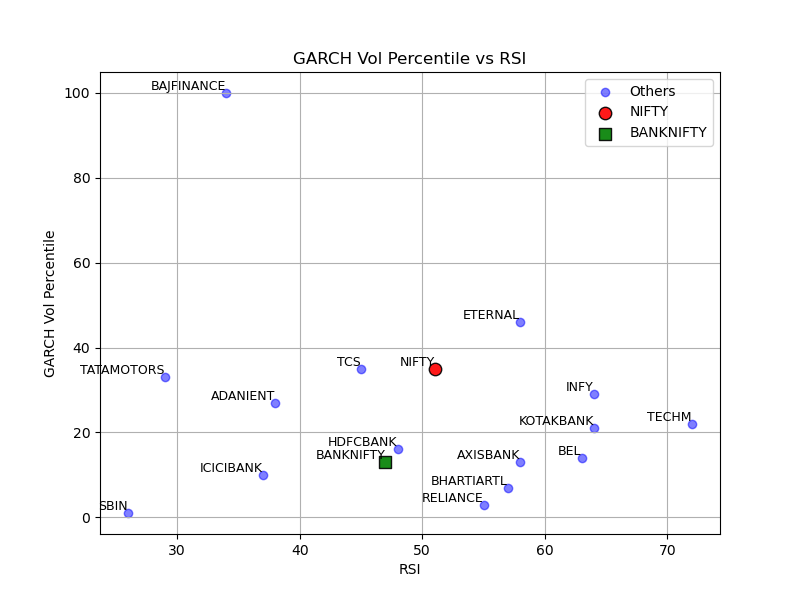 GARCH Vol Percentile vs RSI
BAJFINANCE
Others
NIFTY
BANKNIFTY
ETERNAL
TCS
NIFTY
TATAMOTORS
INFY
ADANIENT
KOTAKBANK
TECHM
HDFCBANK
BANKNIFTY
AXISBANK
BEL
ICICIBANK
BHARTIARTL
RELIANCE
SBIN
100
80
60
40
20
0
GARCH Vol Percentile
30 40 50 60 70
RSI